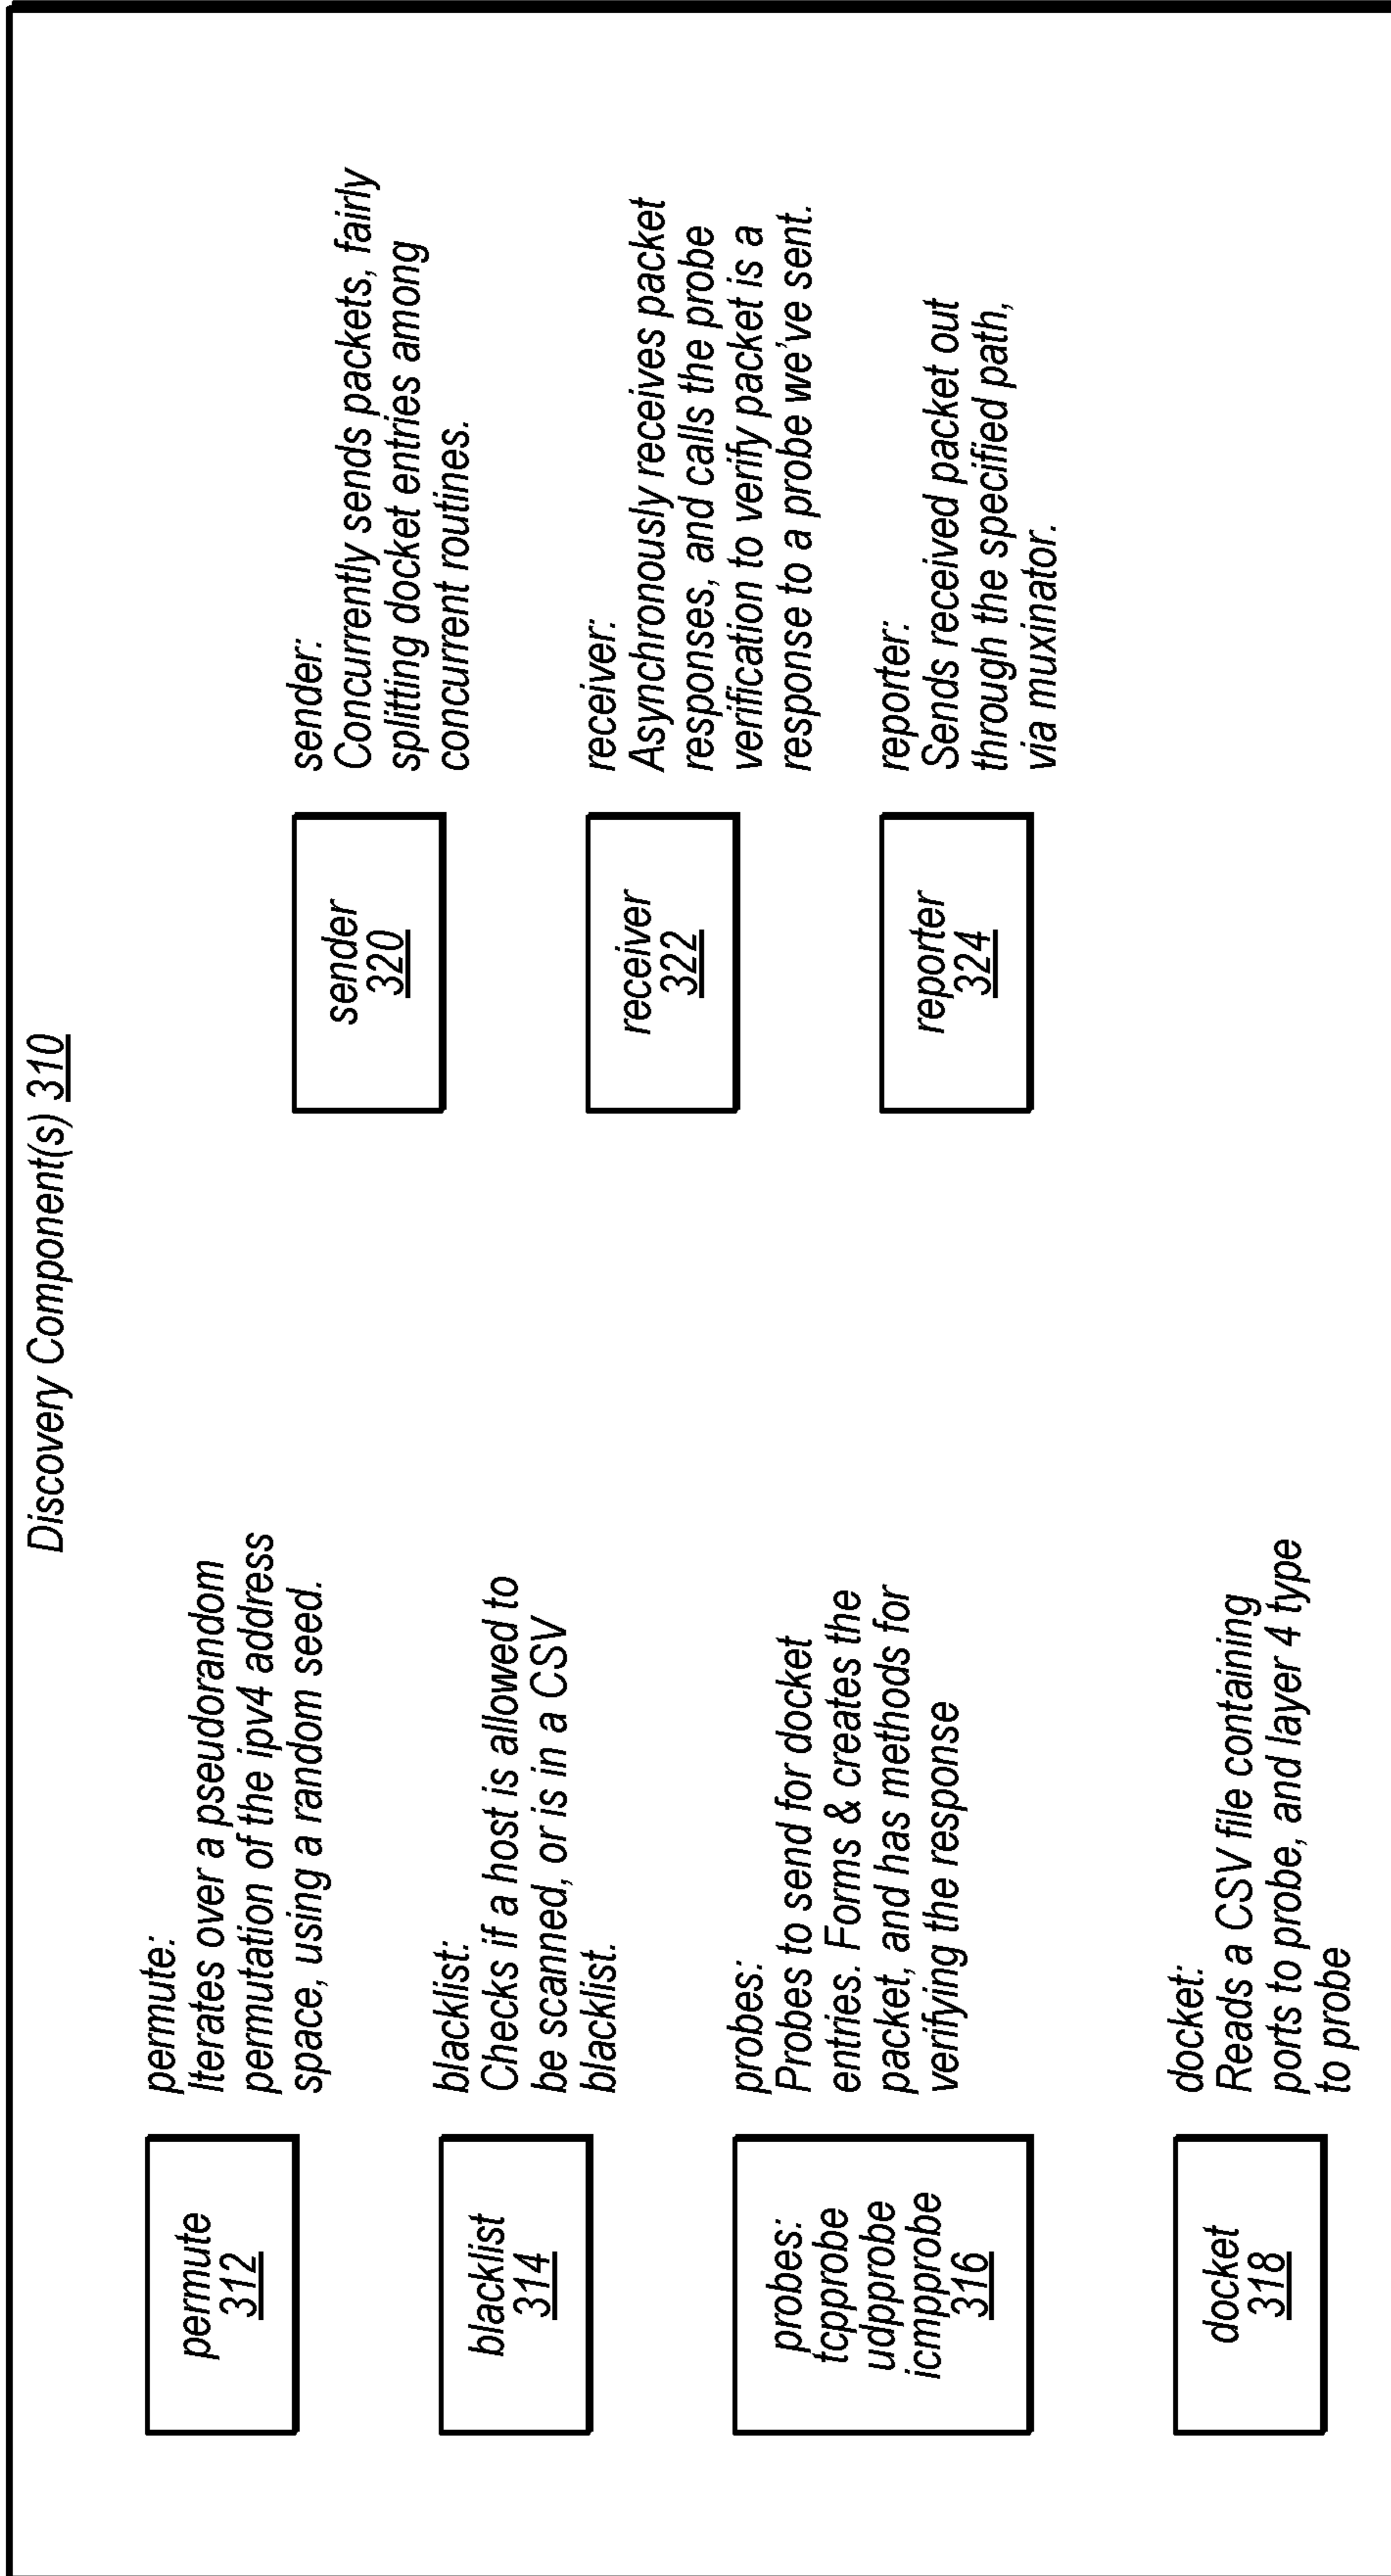 Discovery Component(s) 310
permute
312
permute:
Iterates over a pseudorandom
permutation of the ipv4 address
space, using a random seed.
blacklist
314
blacklist:
Checks if a host is allowed to
be scanned, or is in a CSV
blacklist.
probes:
tcpprobe
udpprobe
icmpprobe
316
probes:
Probes to send for docket
entries. Forms & creates the
packet, and has methods for
verifying the response
docket
318
docket:
Reads a CSV file containing
ports to probe, and layer 4 type
to probe
sender
320
sender:
Concurrently sends packets, fairly
splitting docket entries among
concurrent routines.
receiver
322
receiver:
Asynchronously receives packet
responses, and calls the probe
verification to verify packet is a
response to a probe we've sent.
reporter
324
reporter:
Sends received packet out
through the specified path,
via muxinator.